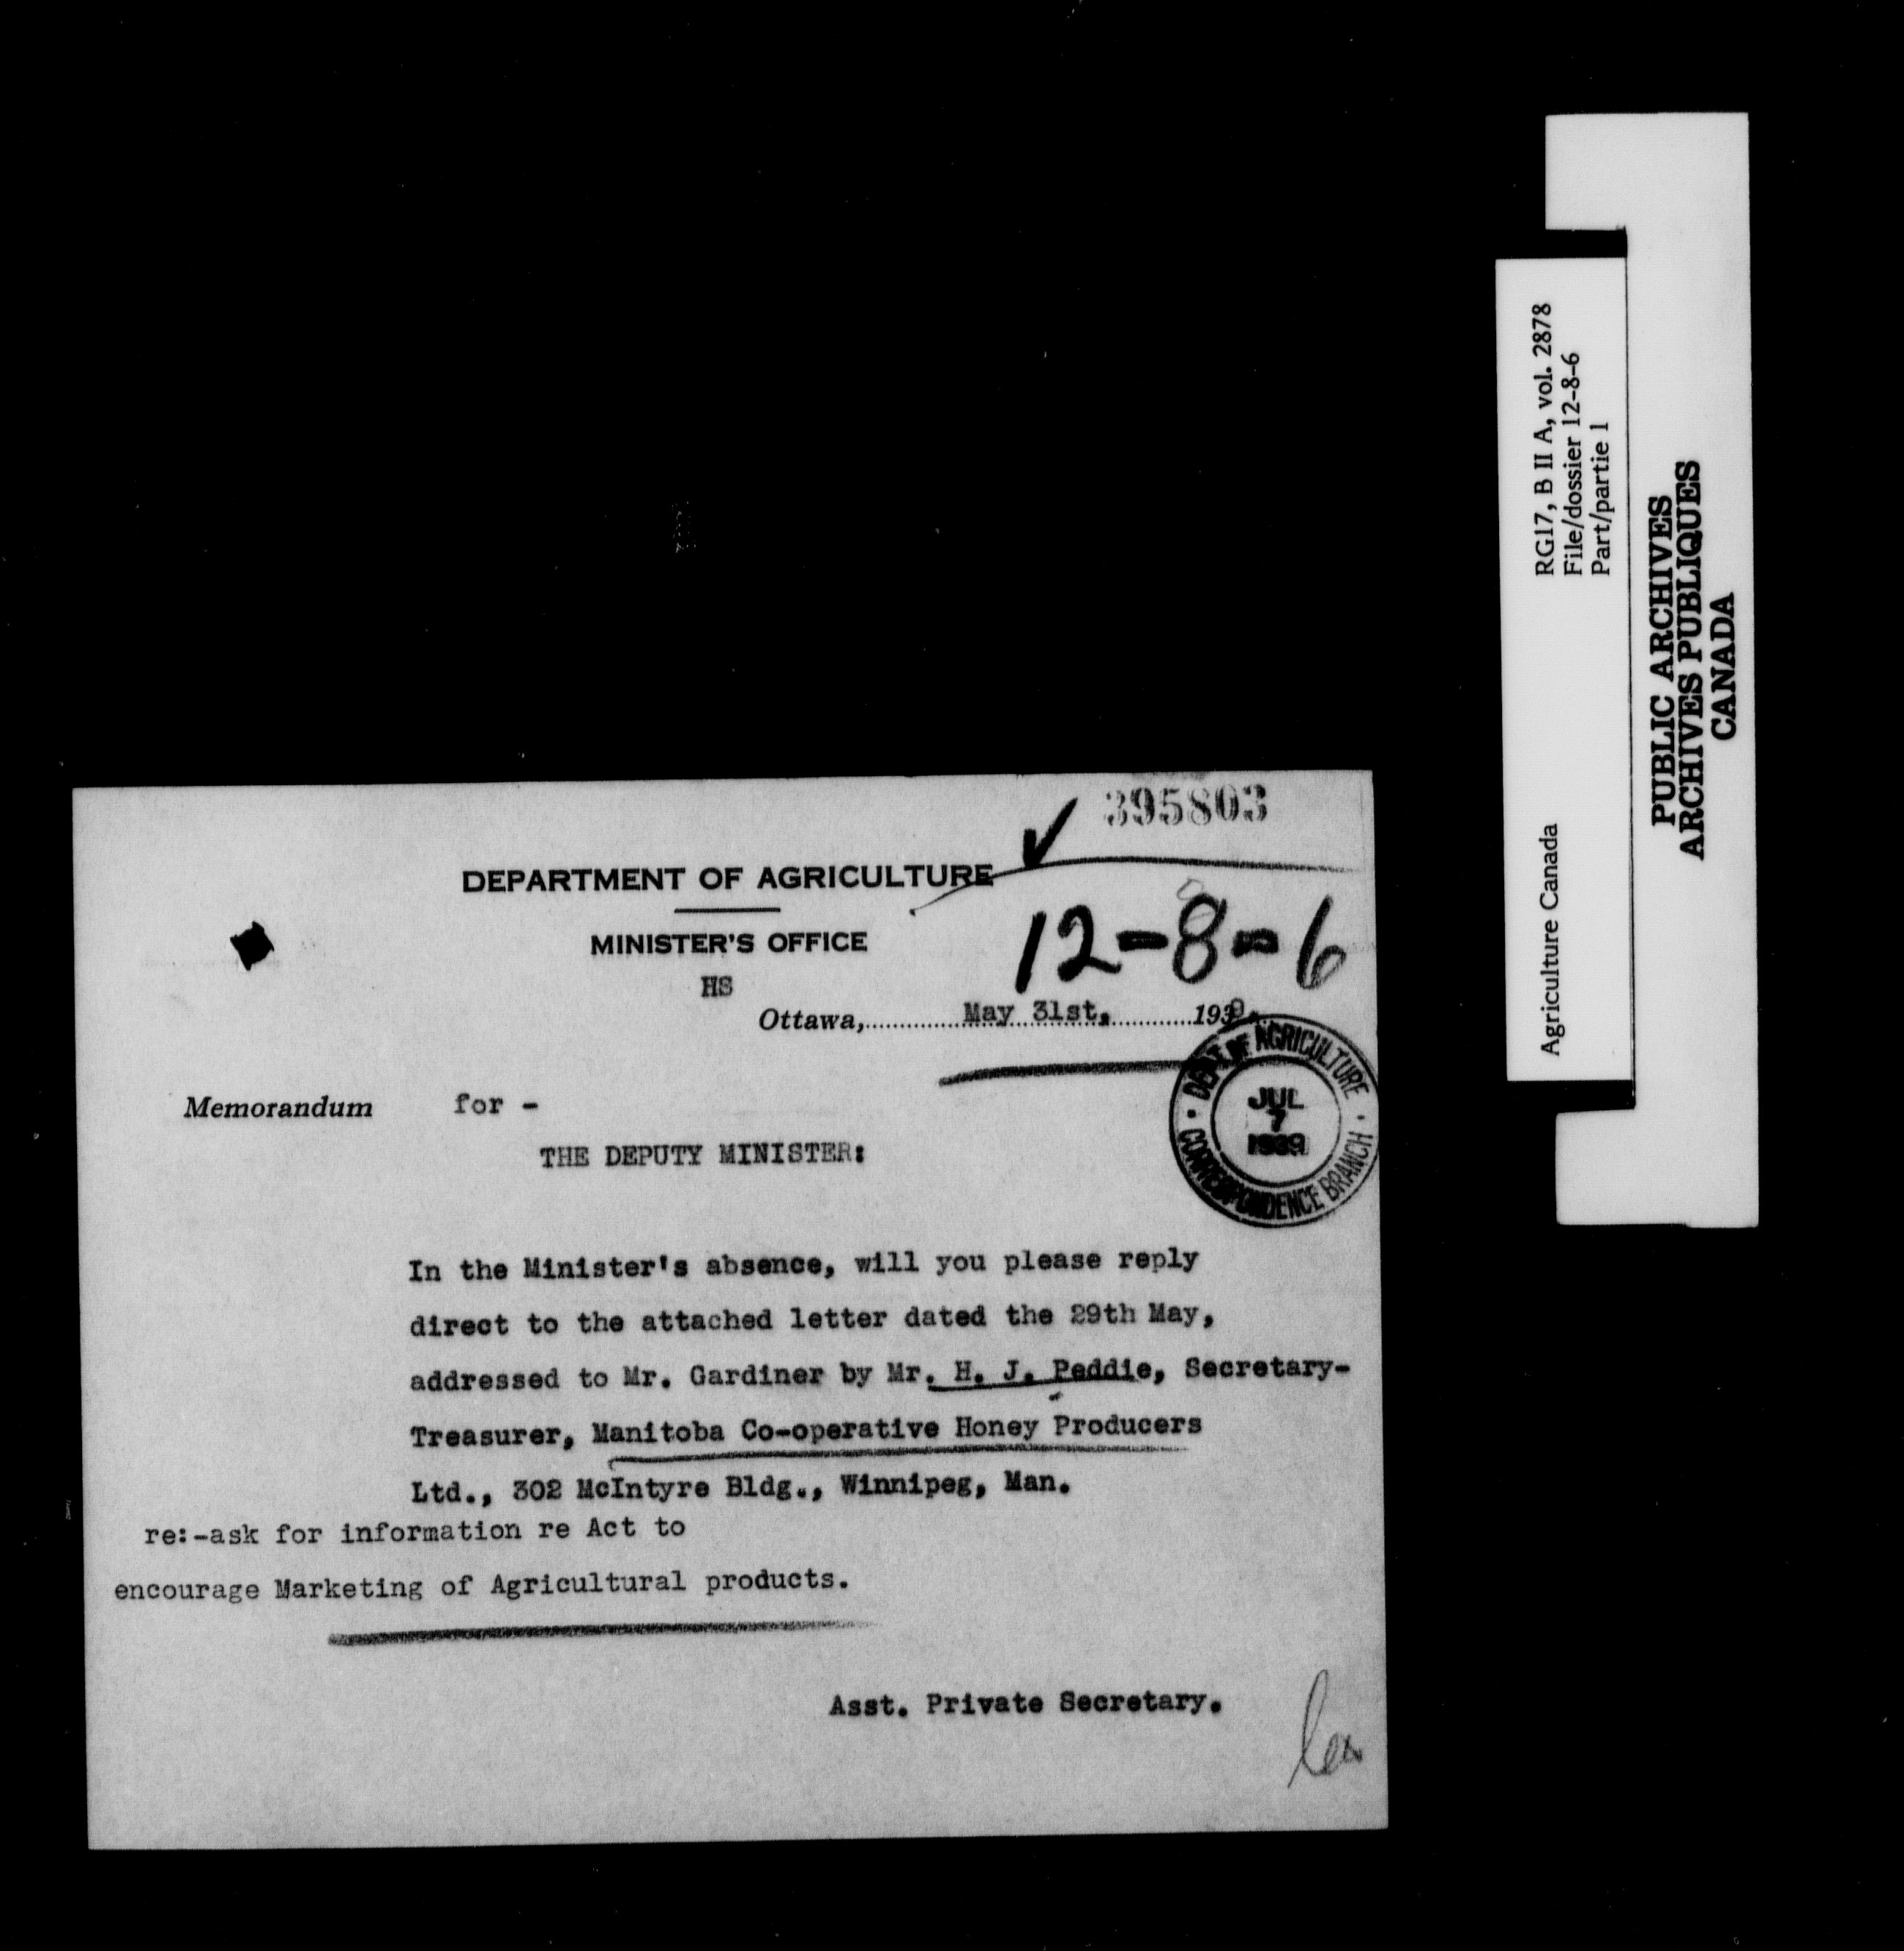 395803
DEPARTMENT OF AGRICULTURE
MINISTER'S OFFICE
12-8-6
HS
Ottawa,..............May 31st,............1939.
DEPT. OF AGRICULTURE
JUL
7
1939
CORRESPONDENCE BRANCH
Memorandum for -
THE DEPUTY MINISTER:
In the Minister's absence, will you please reply
direct to the attached letter dated the 29th May,
addressed to Mr. Gardiner by Mr. H. J. Peddie, Secretary-
Treasurer, Manitoba Co-operative Honey Producers
Ltd., 302 McIntyre Bldg., Winnipeg, Man.
re:-ask for information re Act to
encourage Marketing of Agricultural products.
Asst. Private Secretary.
Agriculture Canada
RG17, B II A, vol. 2878
File/dossier 12-8-6
Part/partie 1
PUBLIC ARCHIVES
ARCHIVES PUBLIQUES
CANADA